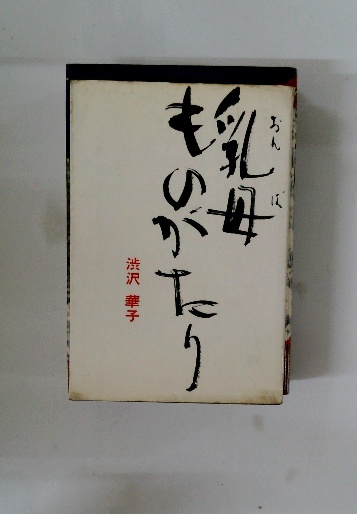 乳母
おんば
ものがたり
渋沢 華子